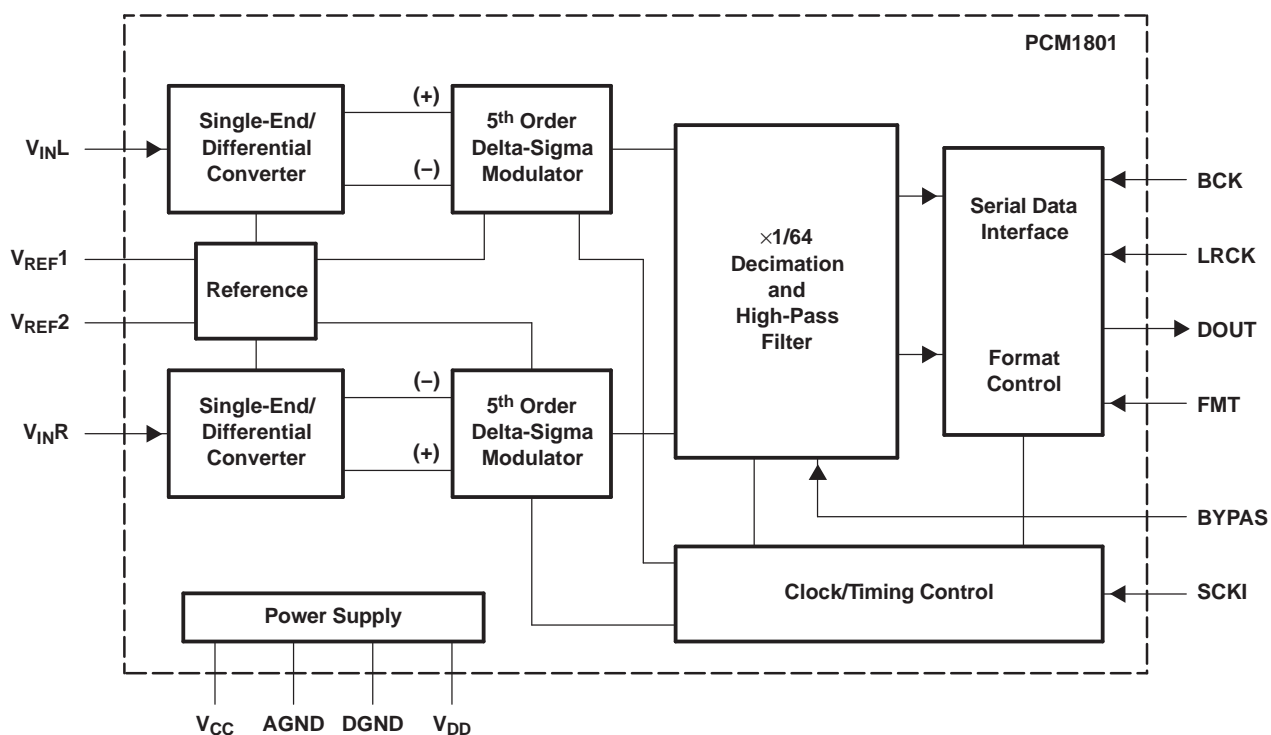 PCM1801
Single-End/
Differential
Converter
(+)
(–)
5th Order
Delta-Sigma
Modulator
VINL
VREF1
VREF2
Reference
×1/64
Decimation
and
High-Pass
Filter
Serial Data
Interface
Format
Control
BCK
LRCK
DOUT
FMT
VINR
Single-End/
Differential
Converter
(–)
(+)
5th Order
Delta-Sigma
Modulator
BYPAS
Clock/Timing Control
SCKI
Power Supply
VCC
AGND
DGND
VDD